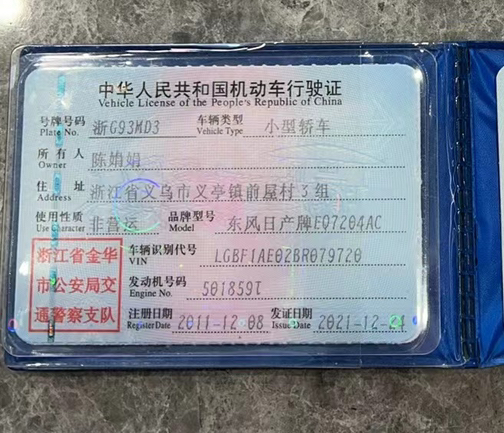 中华人民共和国机动车行驶证
Vehicle License of the People's Republic of China
号牌号码 浙G93MD3 车辆类型 小型轿车
Plate No. Vehicle Type
所有人 陈娟娟
Owner
住址 浙江省义乌市义亭镇前屋村3组
Address
使用性质 非营运 品牌型号 东风日产牌EQ7204AC
Use Character Model
浙江省金华
市公安局交
通警察支队
车辆识别代号 LGBF1AE02BR079720
VIN
发动机号码 501859T
Engine No.
注册日期 2011-12-08 发证日期 2021-12-21
Register Date Issue Date